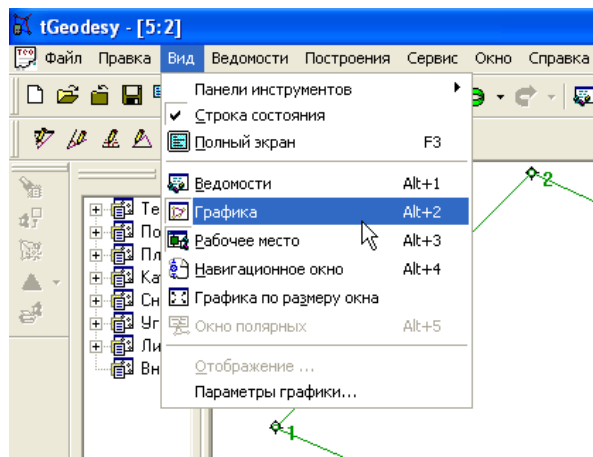 tGeodesy - [5:2]
Файл Правка Вид Ведомости Построения Сервис Окно Справка
Панели инструментов
Строка состояния
Полный экран F3
Ведомости Alt+1
Графика Alt+2
Рабочее место Alt+3
Навигационное окно Alt+4
Графика по размеру окна
Окно полярных Alt+5
Отображение ...
Параметры графики...
Те
По
Пл
Кат
Сн
Угл
Ли
Вн
2
1